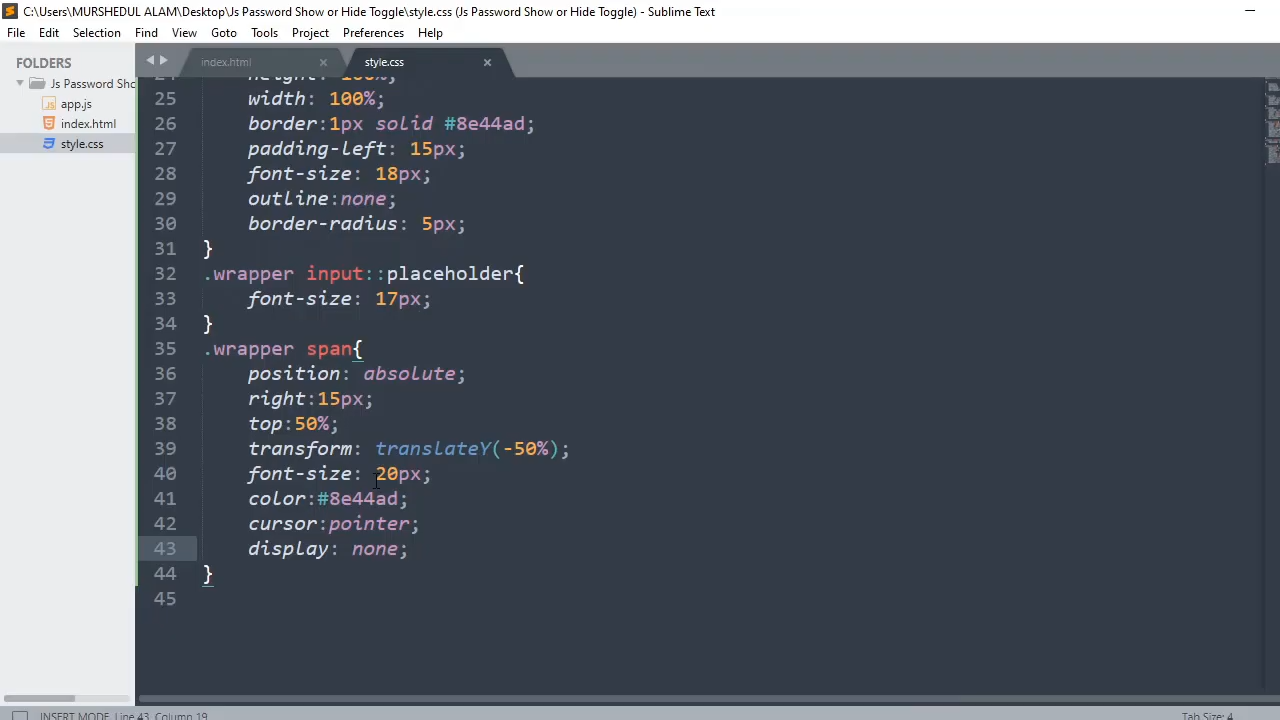 C:\Users\MURSHEDUL ALAM\Desktop\Js Password Show or Hide Toggle\style.css (Js Password Show or Hide Toggle) - Sublime Text
File Edit Selection Find View Goto Tools Project Preferences Help
FOLDERS
Js Password Sho
app.js
index.html
style.css
index.html
style.css
25 width: 100%;
26 border:1px solid #8e44ad;
27 padding-left: 15px;
28 font-size: 18px;
29 outline:none;
30 border-radius: 5px;
31 }
32 .wrapper input::placeholder{
33 font-size: 17px;
34 }
35 .wrapper span{
36 position: absolute;
37 right:15px;
38 top:50%;
39 transform: translateY(-50%);
40 font-size: 20px;
41 color:#8e44ad;
42 cursor:pointer;
43 display: none;
44 }
45
INSERT MODE, Line 43, Column 19
Tab Size: 4